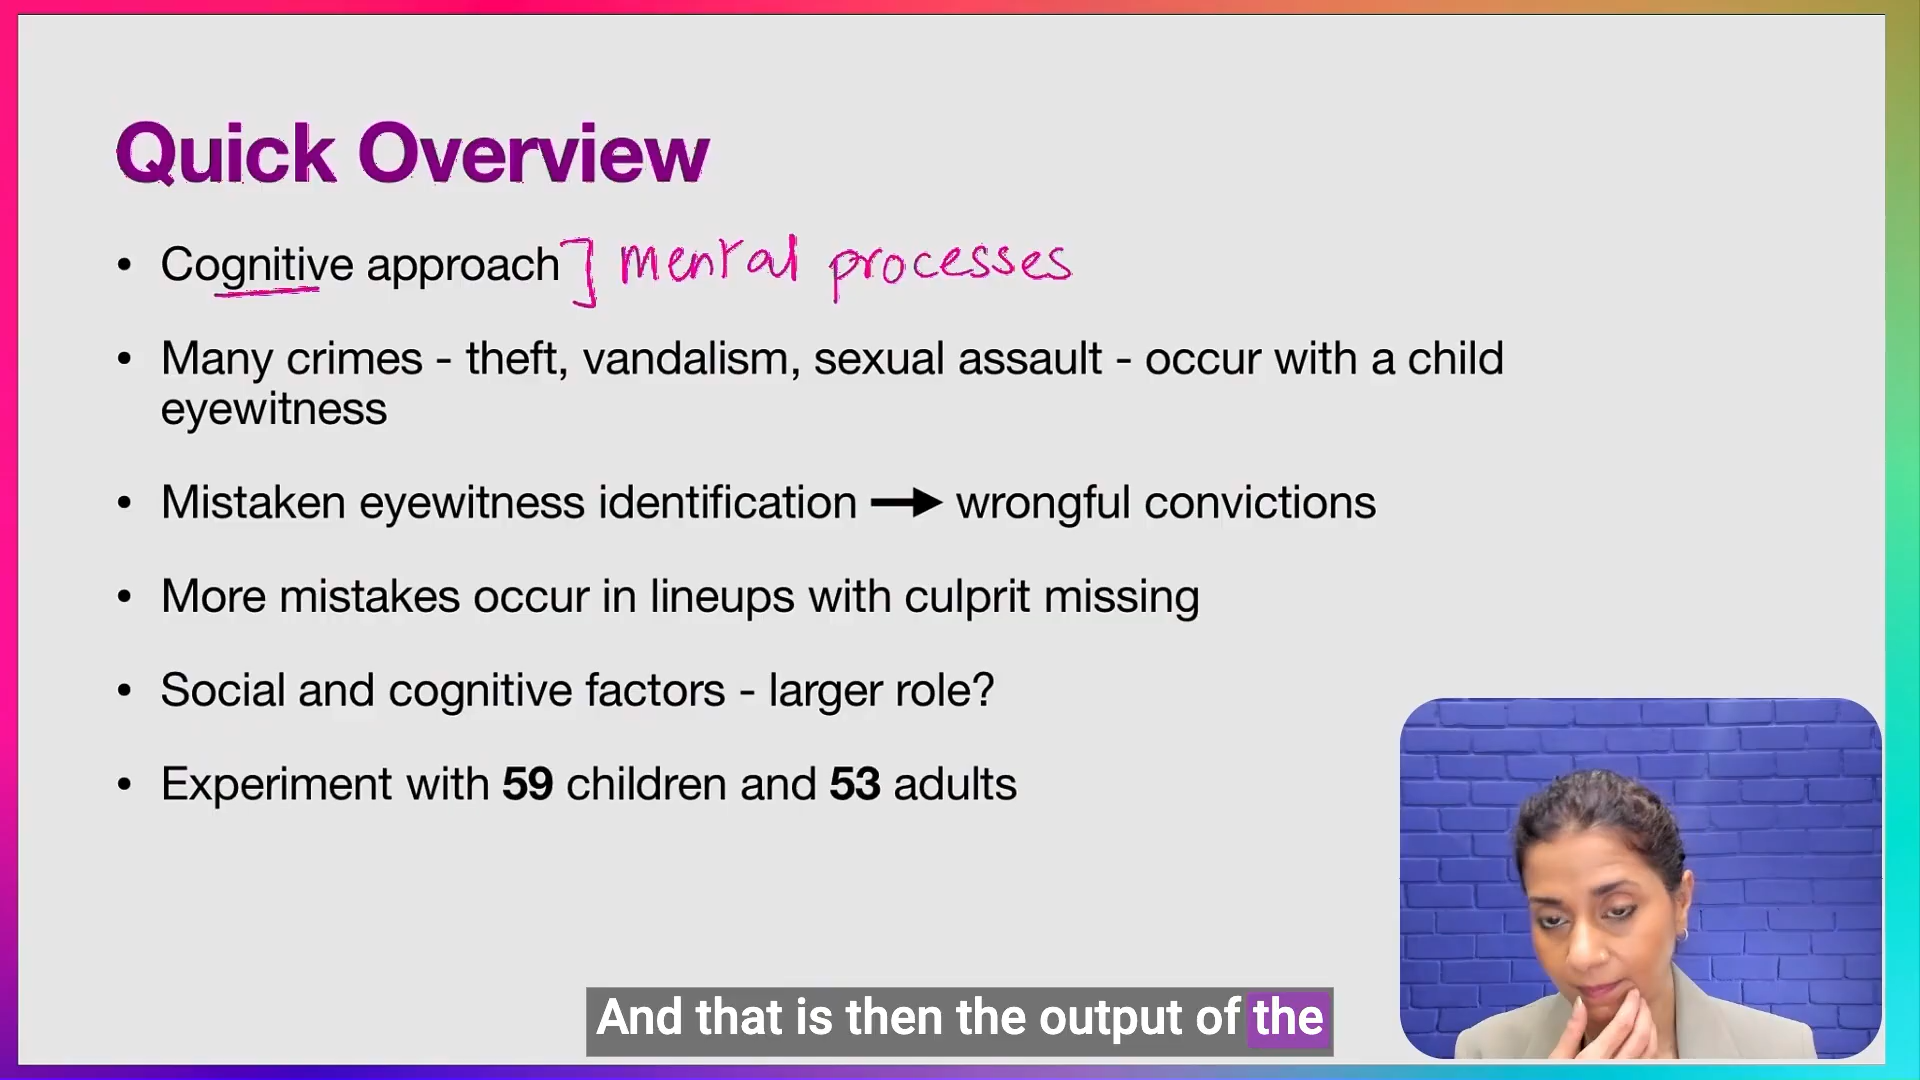 Quick Overview
• Cognitive approach ] mental processes
• Many crimes - theft, vandalism, sexual assault - occur with a child
eyewitness
• Mistaken eyewitness identification → wrongful convictions
• More mistakes occur in lineups with culprit missing
• Social and cognitive factors - larger role?
• Experiment with 59 children and 53 adults
And that is then the output of the